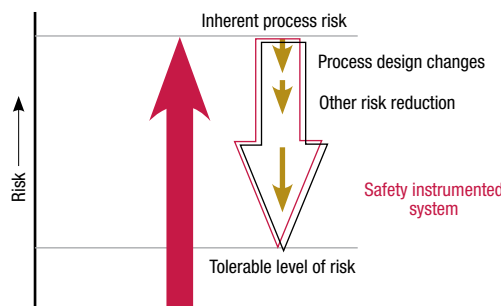 Inherent process risk
Process design changes
Other risk reduction
Risk
Safety instrumented
system
Tolerable level of risk